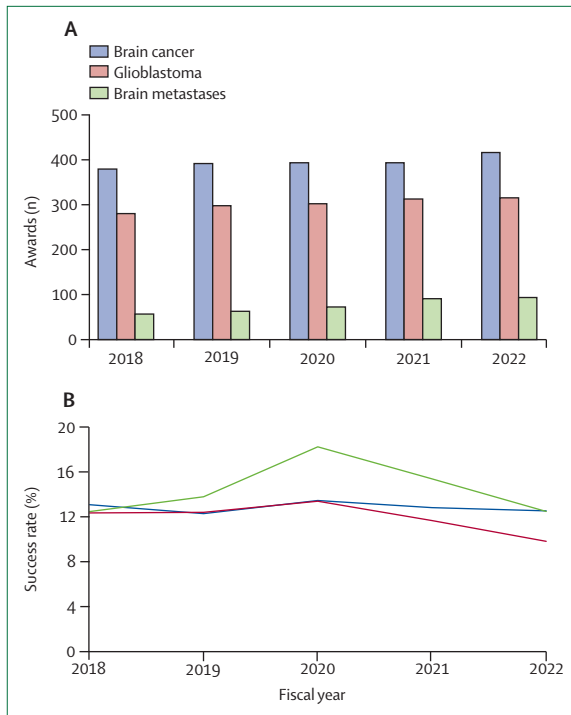 A
Brain cancer
Glioblastoma
Brain metastases
500
400
300
200
100
0
Awards (n)
2018 2019 2020 2021 2022
B
20
16
12
8
4
0
Success rate (%)
2018 2019 2020 2021 2022
Fiscal year